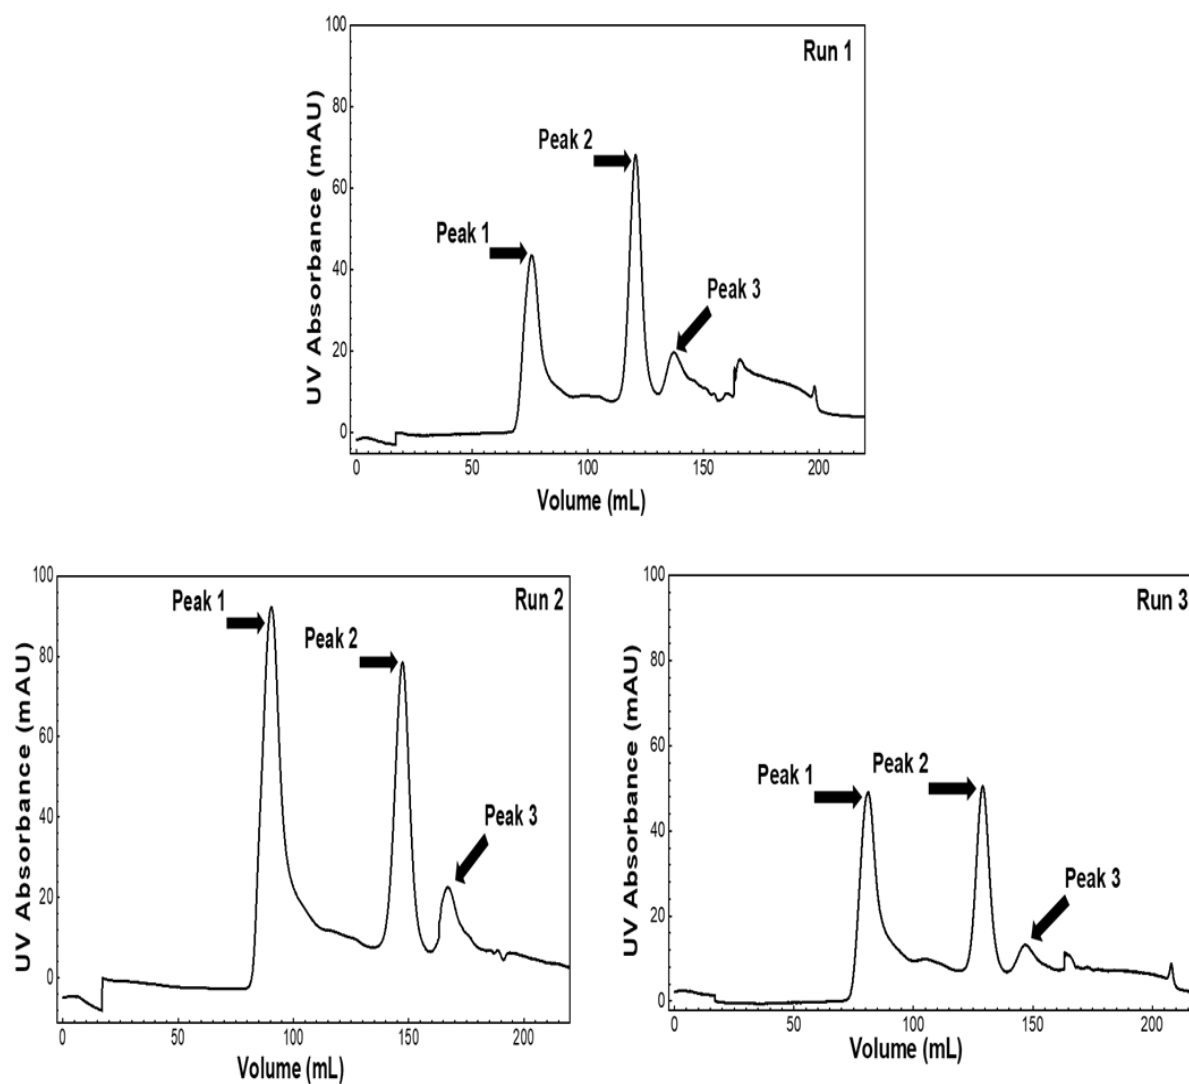 Run 1
100
80
60
40
20
0
UV Absorbance (mAU)
Peak 1
Peak 2
Peak 3
0 50 100 150 200
Volume (mL)
Run 2
100
80
60
40
20
0
UV Absorbance (mAU)
Peak 1
Peak 2
Peak 3
0 50 100 150 200
Volume (mL)
Run 3
100
80
60
40
20
0
UV Absorbance (mAU)
Peak 1
Peak 2
Peak 3
0 50 100 150 200
Volume (mL)